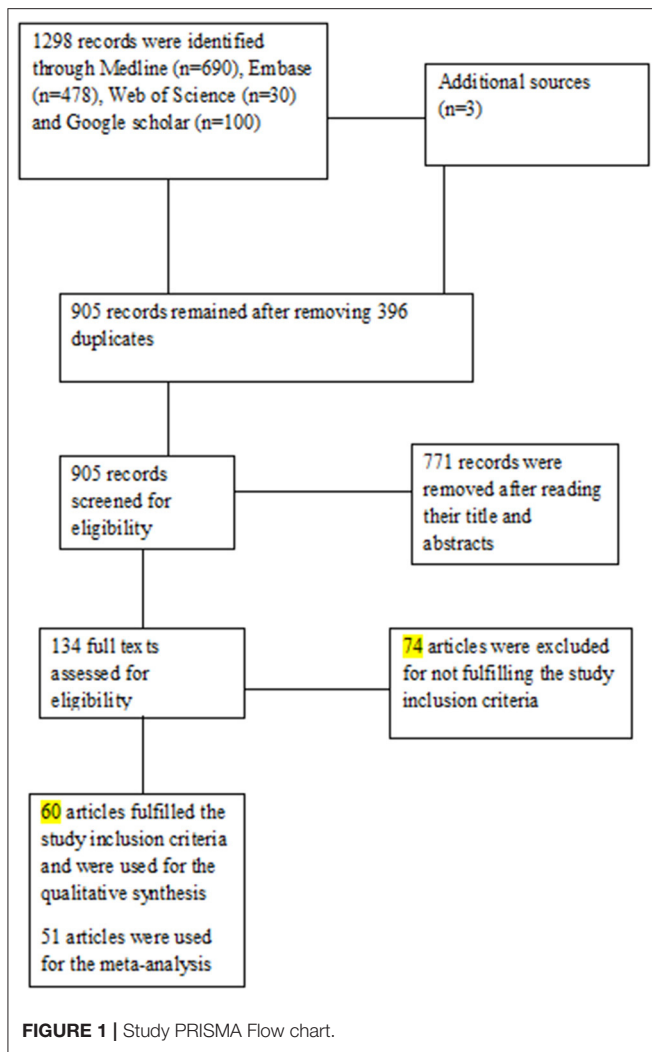 1298 records were identified
through Medline (n=690), Embase
(n=478), Web of Science (n=30)
and Google scholar (n=100)
Additional sources
(n=3)
905 records remained after removing 396
duplicates
905 records
screened for
eligibility
771 records were
removed after reading
their title and
abstracts
134 full texts
assessed for
eligibility
74 articles were excluded
for not fulfilling the study
inclusion criteria
60 articles fulfilled the
study inclusion criteria
and were used for the
qualitative synthesis
51 articles were used
for the meta-analysis
FIGURE 1 | Study PRISMA Flow chart.